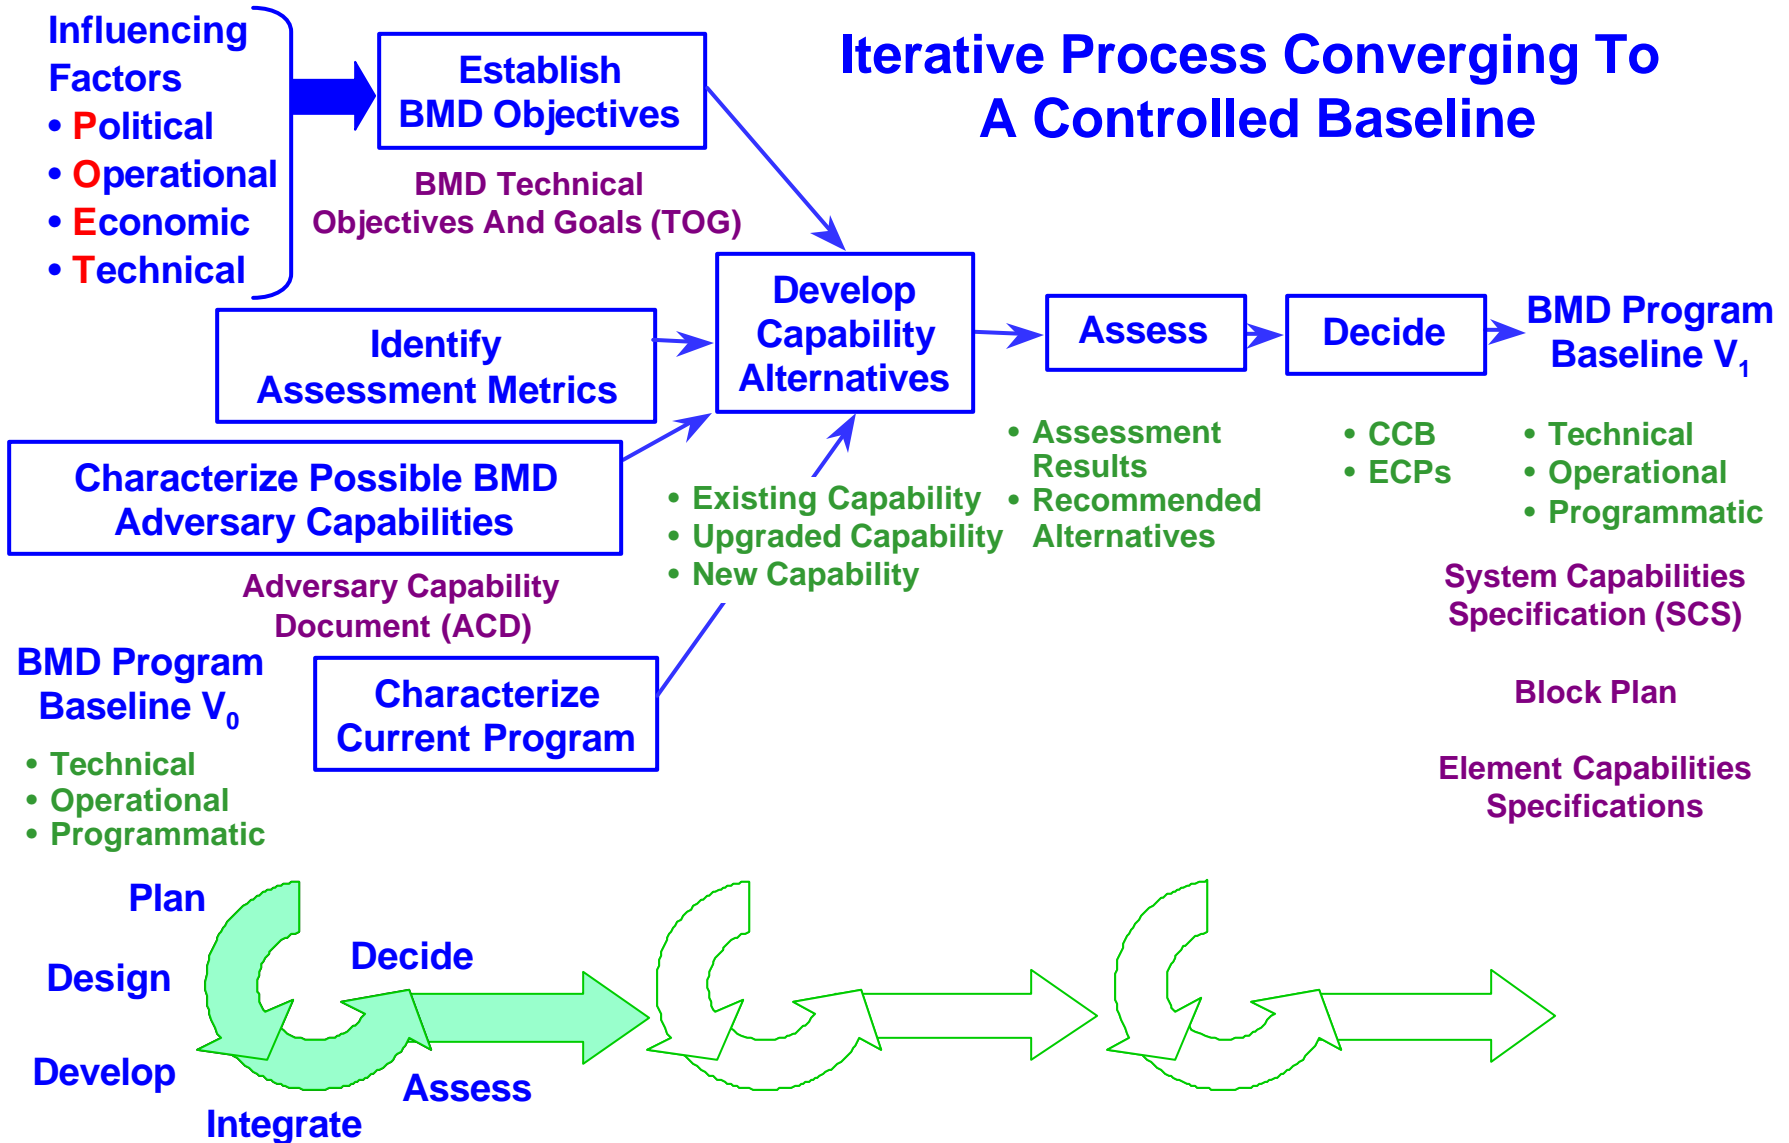 Influencing
Factors
• Political
• Operational
• Economic
• Technical
Establish
BMD Objectives
Iterative Process Converging To
A Controlled Baseline
BMD Technical
Objectives And Goals (TOG)
Identify
Assessment Metrics
Develop
Capability
Alternatives
Assess
Decide
BMD Program
Baseline V1
Characterize Possible BMD
Adversary Capabilities
• Existing Capability
• Upgraded Capability
• New Capability
• Assessment
Results
• Recommended
Alternatives
• CCB
• ECPs
• Technical
• Operational
• Programmatic
Adversary Capability
Document (ACD)
System Capabilities
Specification (SCS)
Block Plan
Element Capabilities
Specifications
BMD Program
Baseline V0
• Technical
• Operational
• Programmatic
Characterize
Current Program
Plan
Design
Develop
Integrate
Assess
Decide